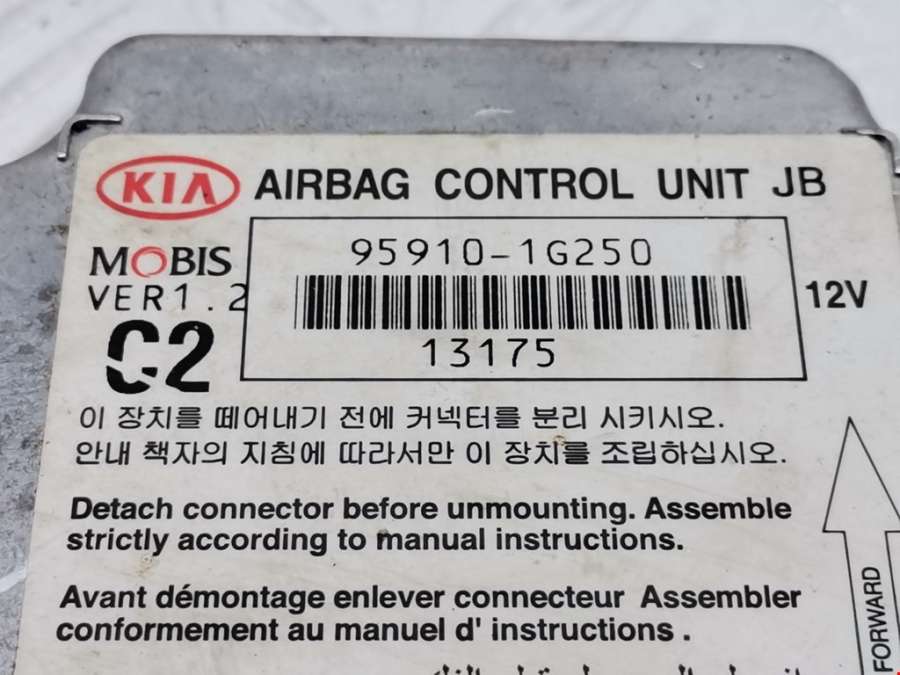 KIA AIRBAG CONTROL UNIT JB
MOBIS
VER1.2
C2
95910-1G250
13175
12V
이 장치를 떼어내기 전에 커넥터를 분리 시키시오.
안내 책자의 지침에 따라서만 이 장치를 조립하십시오.
Detach connector before unmounting. Assemble
strictly according to manual instructions.
Avant démontage enlever connecteur Assembler
conformement au manuel d' instructions .
FORWARD